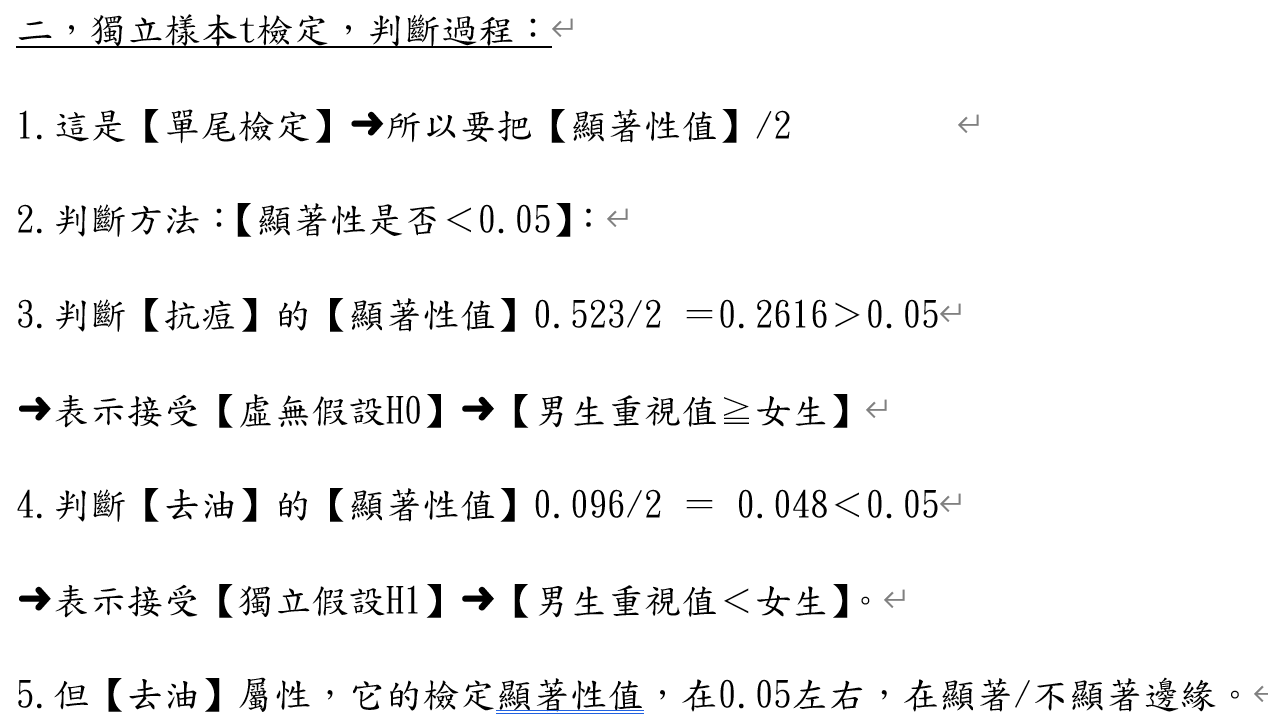 二，獨立樣本t檢定，判斷過程：↵
1.這是【單尾檢定】➜所以要把【顯著性值】/2 ↵
2.判斷方法：【顯著性是否＜0.05】：↵
3.判斷【抗痘】的【顯著性值】0.523/2 ＝0.2616＞0.05↵
➜表示接受【虛無假設H0】➜【男生重視值≧女生】↵
4.判斷【去油】的【顯著性值】0.096/2 ＝ 0.048＜0.05↵
➜表示接受【獨立假設H1】➜【男生重視值＜女生】。↵
5.但【去油】屬性，它的檢定顯著性值，在0.05左右，在顯著/不顯著邊緣。↵